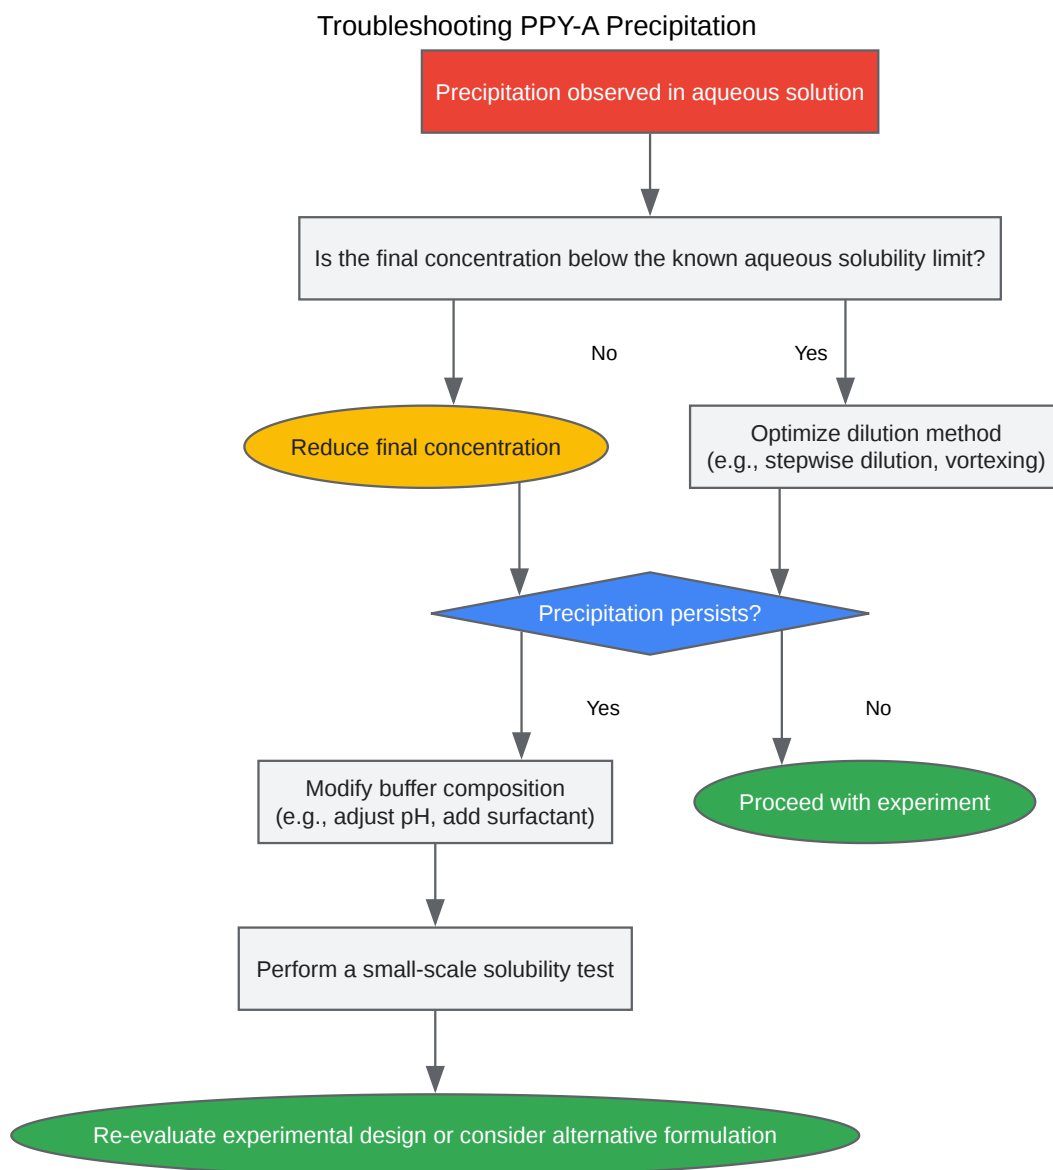 Troubleshooting PPY-A Precipitation
Precipitation observed in aqueous solution
Is the final concentration below the known aqueous solubility limit?
No
Yes
Reduce final concentration
Optimize dilution method
(e.g., stepwise dilution, vortexing)
Precipitation persists?
Yes
No
Modify buffer composition
(e.g., adjust pH, add surfactant)
Proceed with experiment
Perform a small-scale solubility test
Re-evaluate experimental design or consider alternative formulation